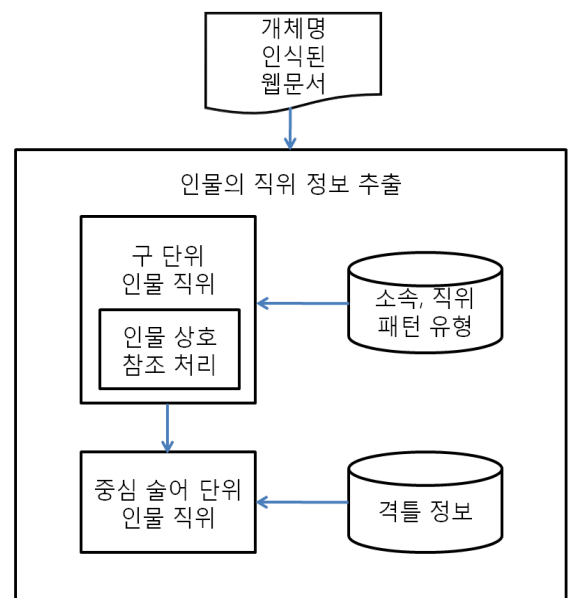 개체명
인식된
웹문서
인물의 직위 정보 추출
구 단위
인물 직위
인물 상호
참조 처리
소속, 직위
패턴 유형
중심 술어 단위
인물 직위
격틀 정보